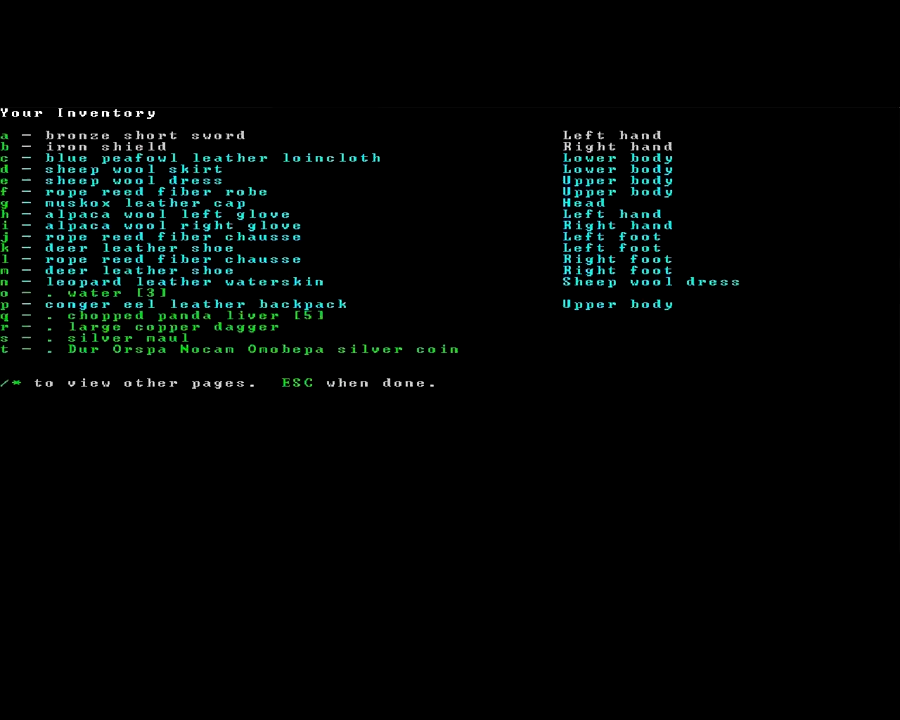 Your Inventory
a - bronze short sword Left hand
b - iron shield Right hand
c - blue peafowl leather loincloth Lower body
d - sheep wool skirt Lower body
e - sheep wool dress Upper body
f - rope reed fiber robe Upper body
g - muskox leather cap Head
h - alpaca wool left glove Left hand
i - alpaca wool right glove Right hand
j - rope reed fiber chausse Left foot
k - deer leather shoe Left foot
l - rope reed fiber chausse Right foot
m - deer leather shoe Right foot
n - leopard leather waterskin Sheep wool dress
o - . water [3]
p - conger eel leather backpack Upper body
q - . chopped panda liver [5]
r - . large copper dagger
s - . silver maul
t - . Dur Orspa Nocam Omobepa silver coin
/* to view other pages. ESC when done.